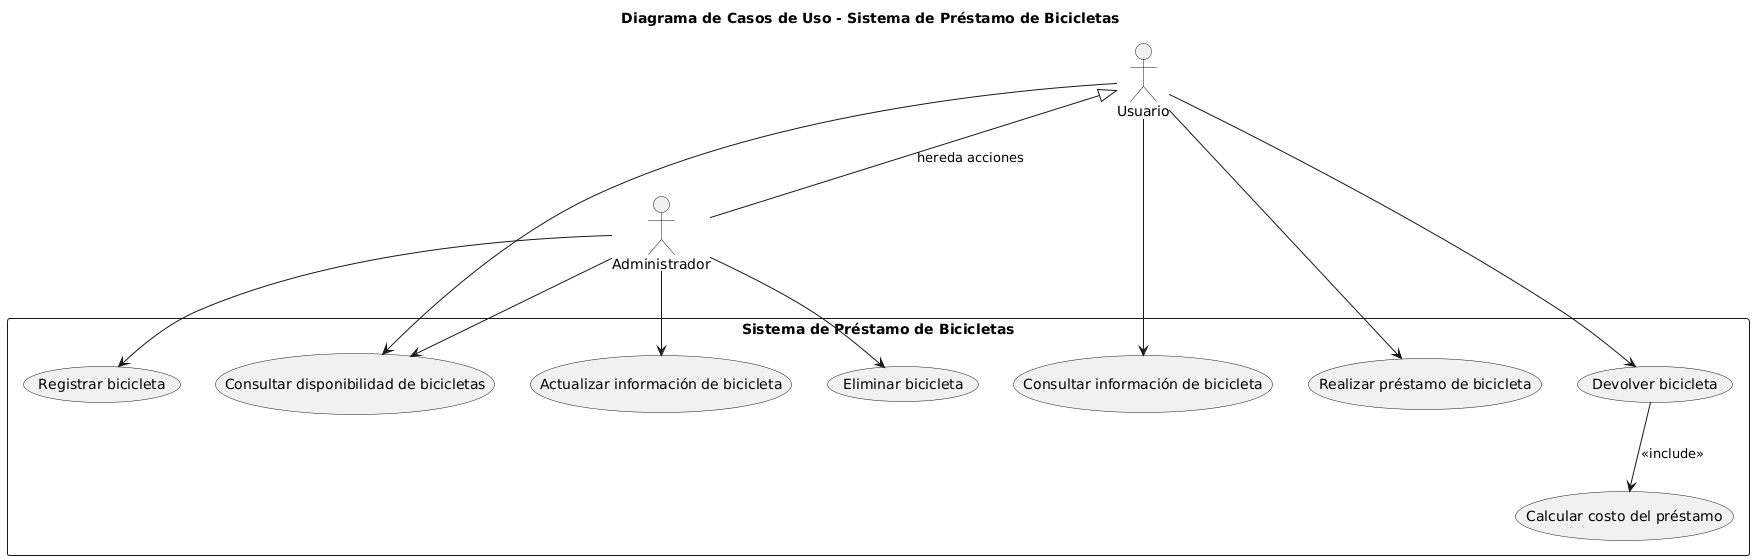 Diagrama de Casos de Uso - Sistema de Préstamo de Bicicletas
Usuario
hereda acciones
Administrador
Sistema de Préstamo de Bicicletas
Registrar bicicleta
Consultar disponibilidad de bicicletas
Actualizar información de bicicleta
Eliminar bicicleta
Consultar información de bicicleta
Realizar préstamo de bicicleta
Devolver bicicleta
«include»
Calcular costo del préstamo